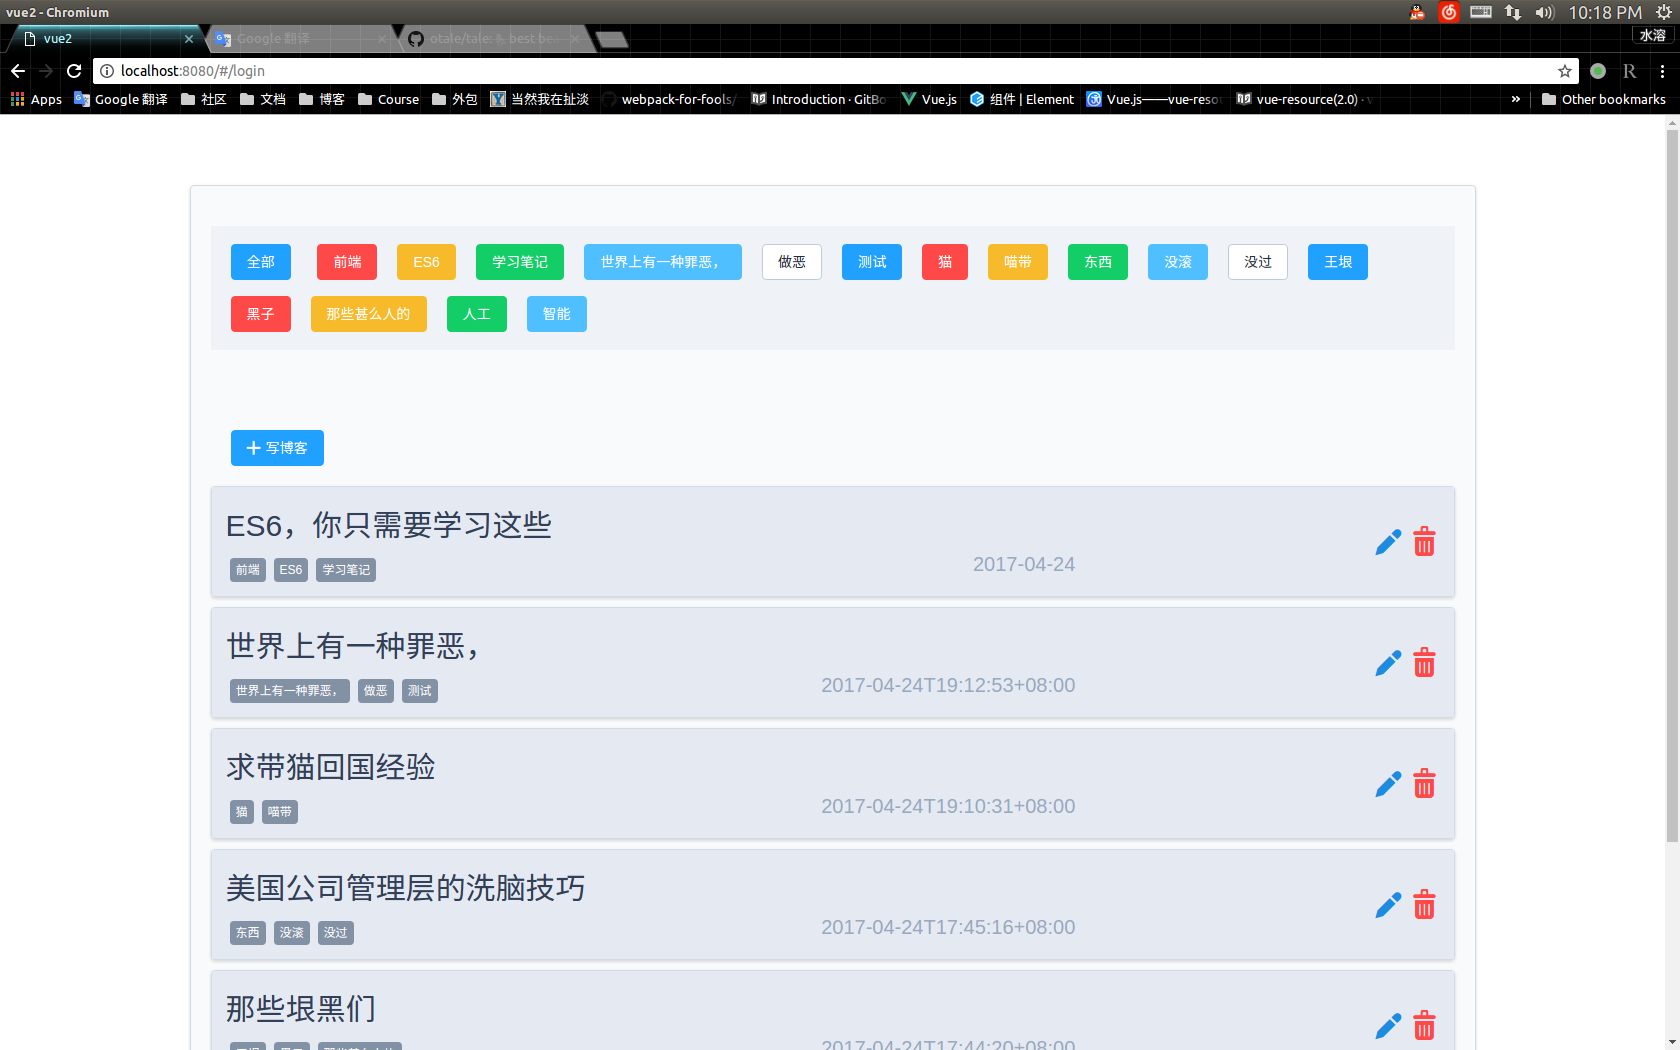 vue2 - Chromium
10:18 PM
vue2
Google 翻译
otale/tale: best be
水溶
localhost:8080/#/login
R
Apps
Google 翻译
社区
文档
博客
Course
外包
当然我在扯淡
webpack-for-fools/
Introduction · GitBo
Vue.js
组件 | Element
Vue.js——vue-resou
vue-resource(2.0) · v
»
Other bookmarks
全部 前端 ES6 学习笔记 世界上有一种罪恶， 做恶 测试 猫 喵带 东西 没滚 没过 王垠
黑子 那些甚么人的 人工 智能
写博客
ES6，你只需要学习这些
前端 ES6 学习笔记
2017-04-24
世界上有一种罪恶，
世界上有一种罪恶， 做恶 测试
2017-04-24T19:12:53+08:00
求带猫回国经验
猫 喵带
2017-04-24T19:10:31+08:00
美国公司管理层的洗脑技巧
东西 没滚 没过
2017-04-24T17:45:16+08:00
那些垠黑们
2017-04-24T17:44:20+08:00